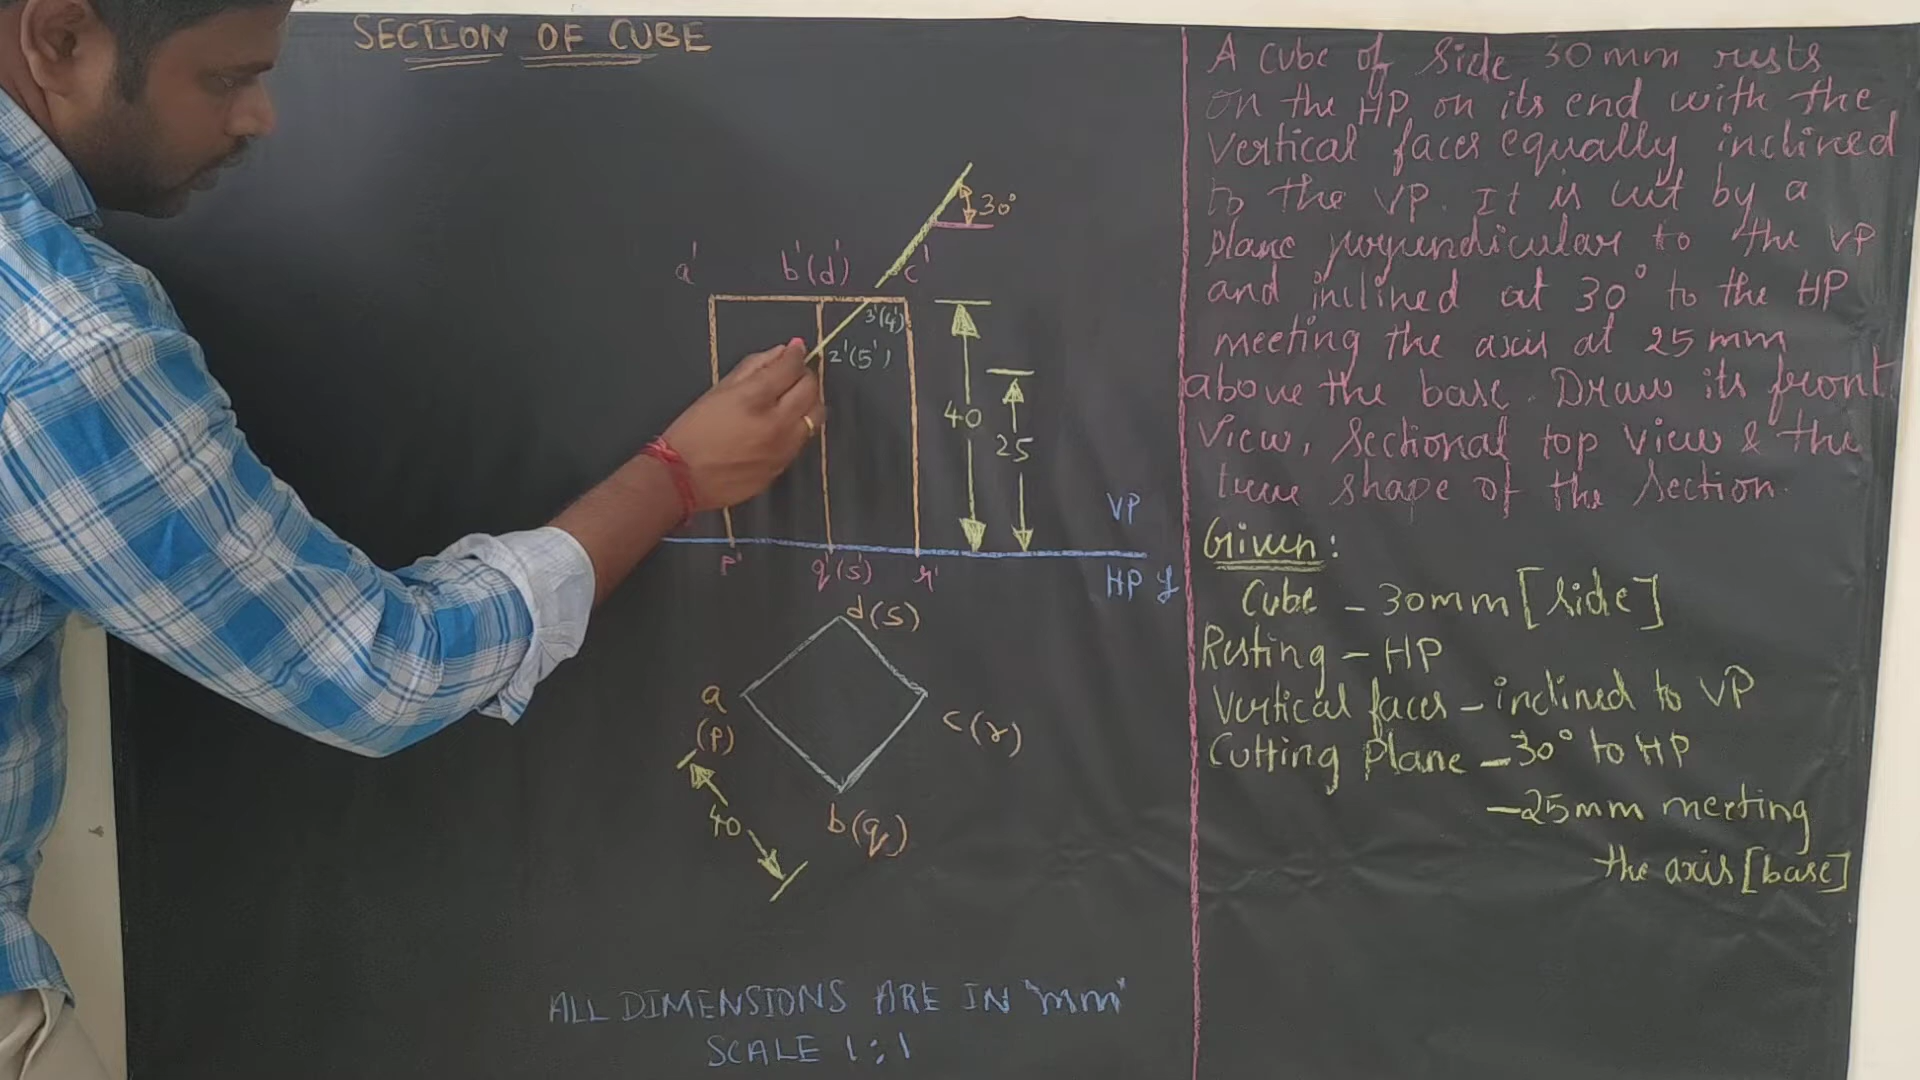 SECTION OF CUBE
30°
a' b'(d') c'
3'(4')
2'(5')
40
25
VP
HP y
p' q'(s') r'
d(s)
a
(p)
c(r)
40
b(q)
ALL DIMENSIONS ARE IN "mm"
SCALE 1:1
A cube of side 30mm rests
on the HP on its end with the
vertical faces equally inclined
to the VP. It is cut by a
plane perpendicular to the VP
and inclined at 30° to the HP
meeting the axis at 25mm
above the base. Draw its front
view, sectional top view & the
true shape of the section.
Given:
Cube - 30mm [side]
Resting - HP
Vertical faces - inclined to VP
Cutting Plane - 30° to HP
-25mm meeting
the axis [base]